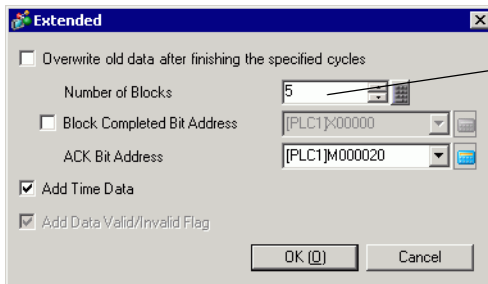 Extended
Overwrite old data after finishing the specified cycles
Number of Blocks 5
Block Completed Bit Address [PLC1]X00000
ACK Bit Address [PLC1]M000020
Add Time Data
Add Data Valid/Invalid Flag
OK (O) Cancel